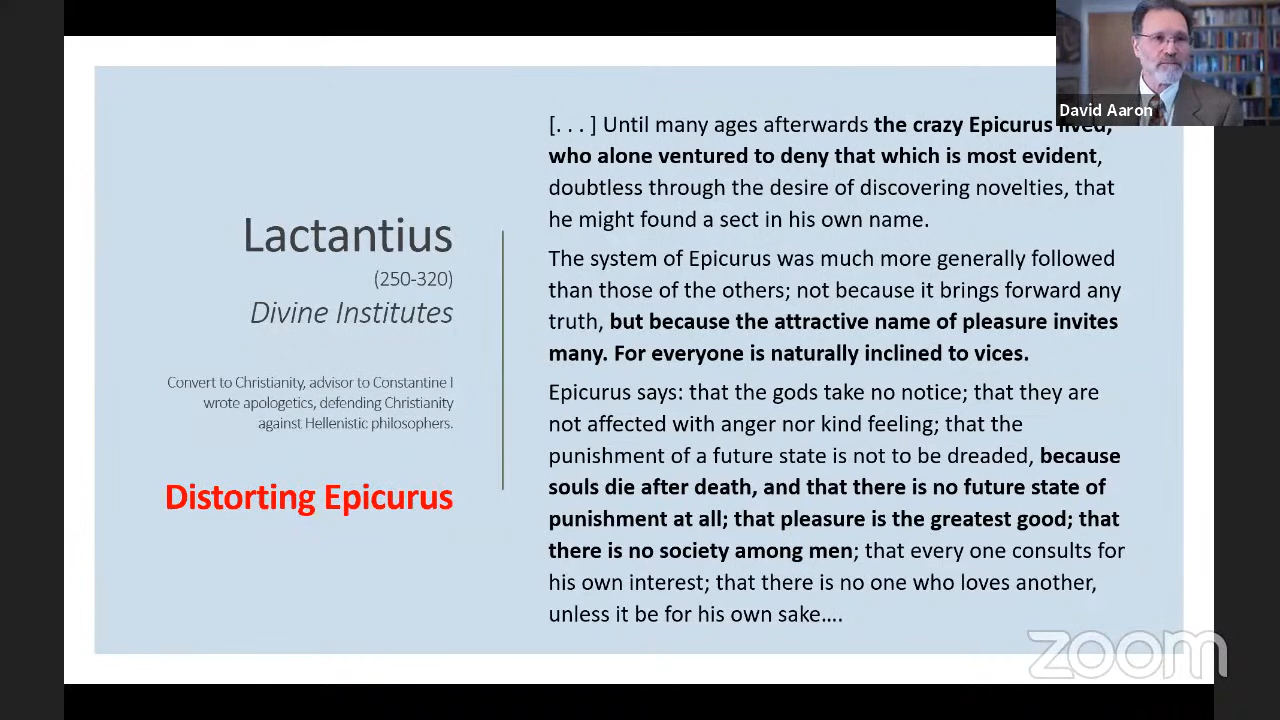 David Aaron
Lactantius
(250-320)
Divine Institutes
Convert to Christianity, advisor to Constantine I
wrote apologetics, defending Christianity
against Hellenistic philosophers.
Distorting Epicurus
[. . . ] Until many ages afterwards the crazy Epicurus lived,
who alone ventured to deny that which is most evident,
doubtless through the desire of discovering novelties, that
he might found a sect in his own name.
The system of Epicurus was much more generally followed
than those of the others; not because it brings forward any
truth, but because the attractive name of pleasure invites
many. For everyone is naturally inclined to vices.
Epicurus says: that the gods take no notice; that they are
not affected with anger nor kind feeling; that the
punishment of a future state is not to be dreaded, because
souls die after death, and that there is no future state of
punishment at all; that pleasure is the greatest good; that
there is no society among men; that every one consults for
his own interest; that there is no one who loves another,
unless it be for his own sake....
zoom